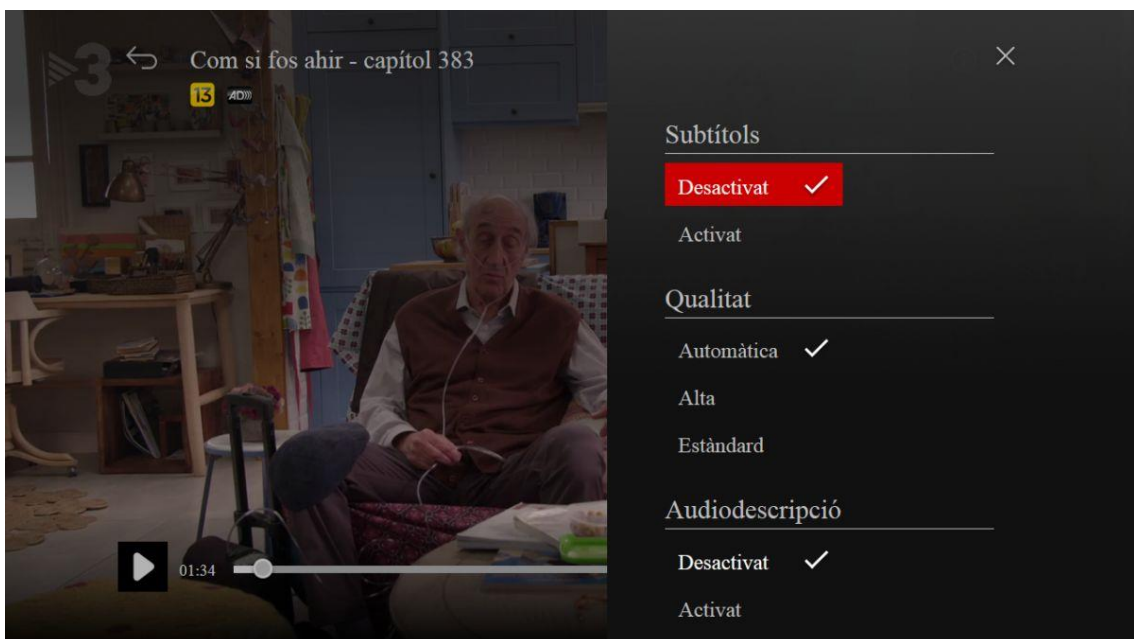 3
Com si fos ahir - capítol 383
13 AD)))
Subtítols
Desactivat
Activat
Qualitat
Automàtica
Alta
Estàndard
Audiodescripció
Desactivat
Activat
01:34